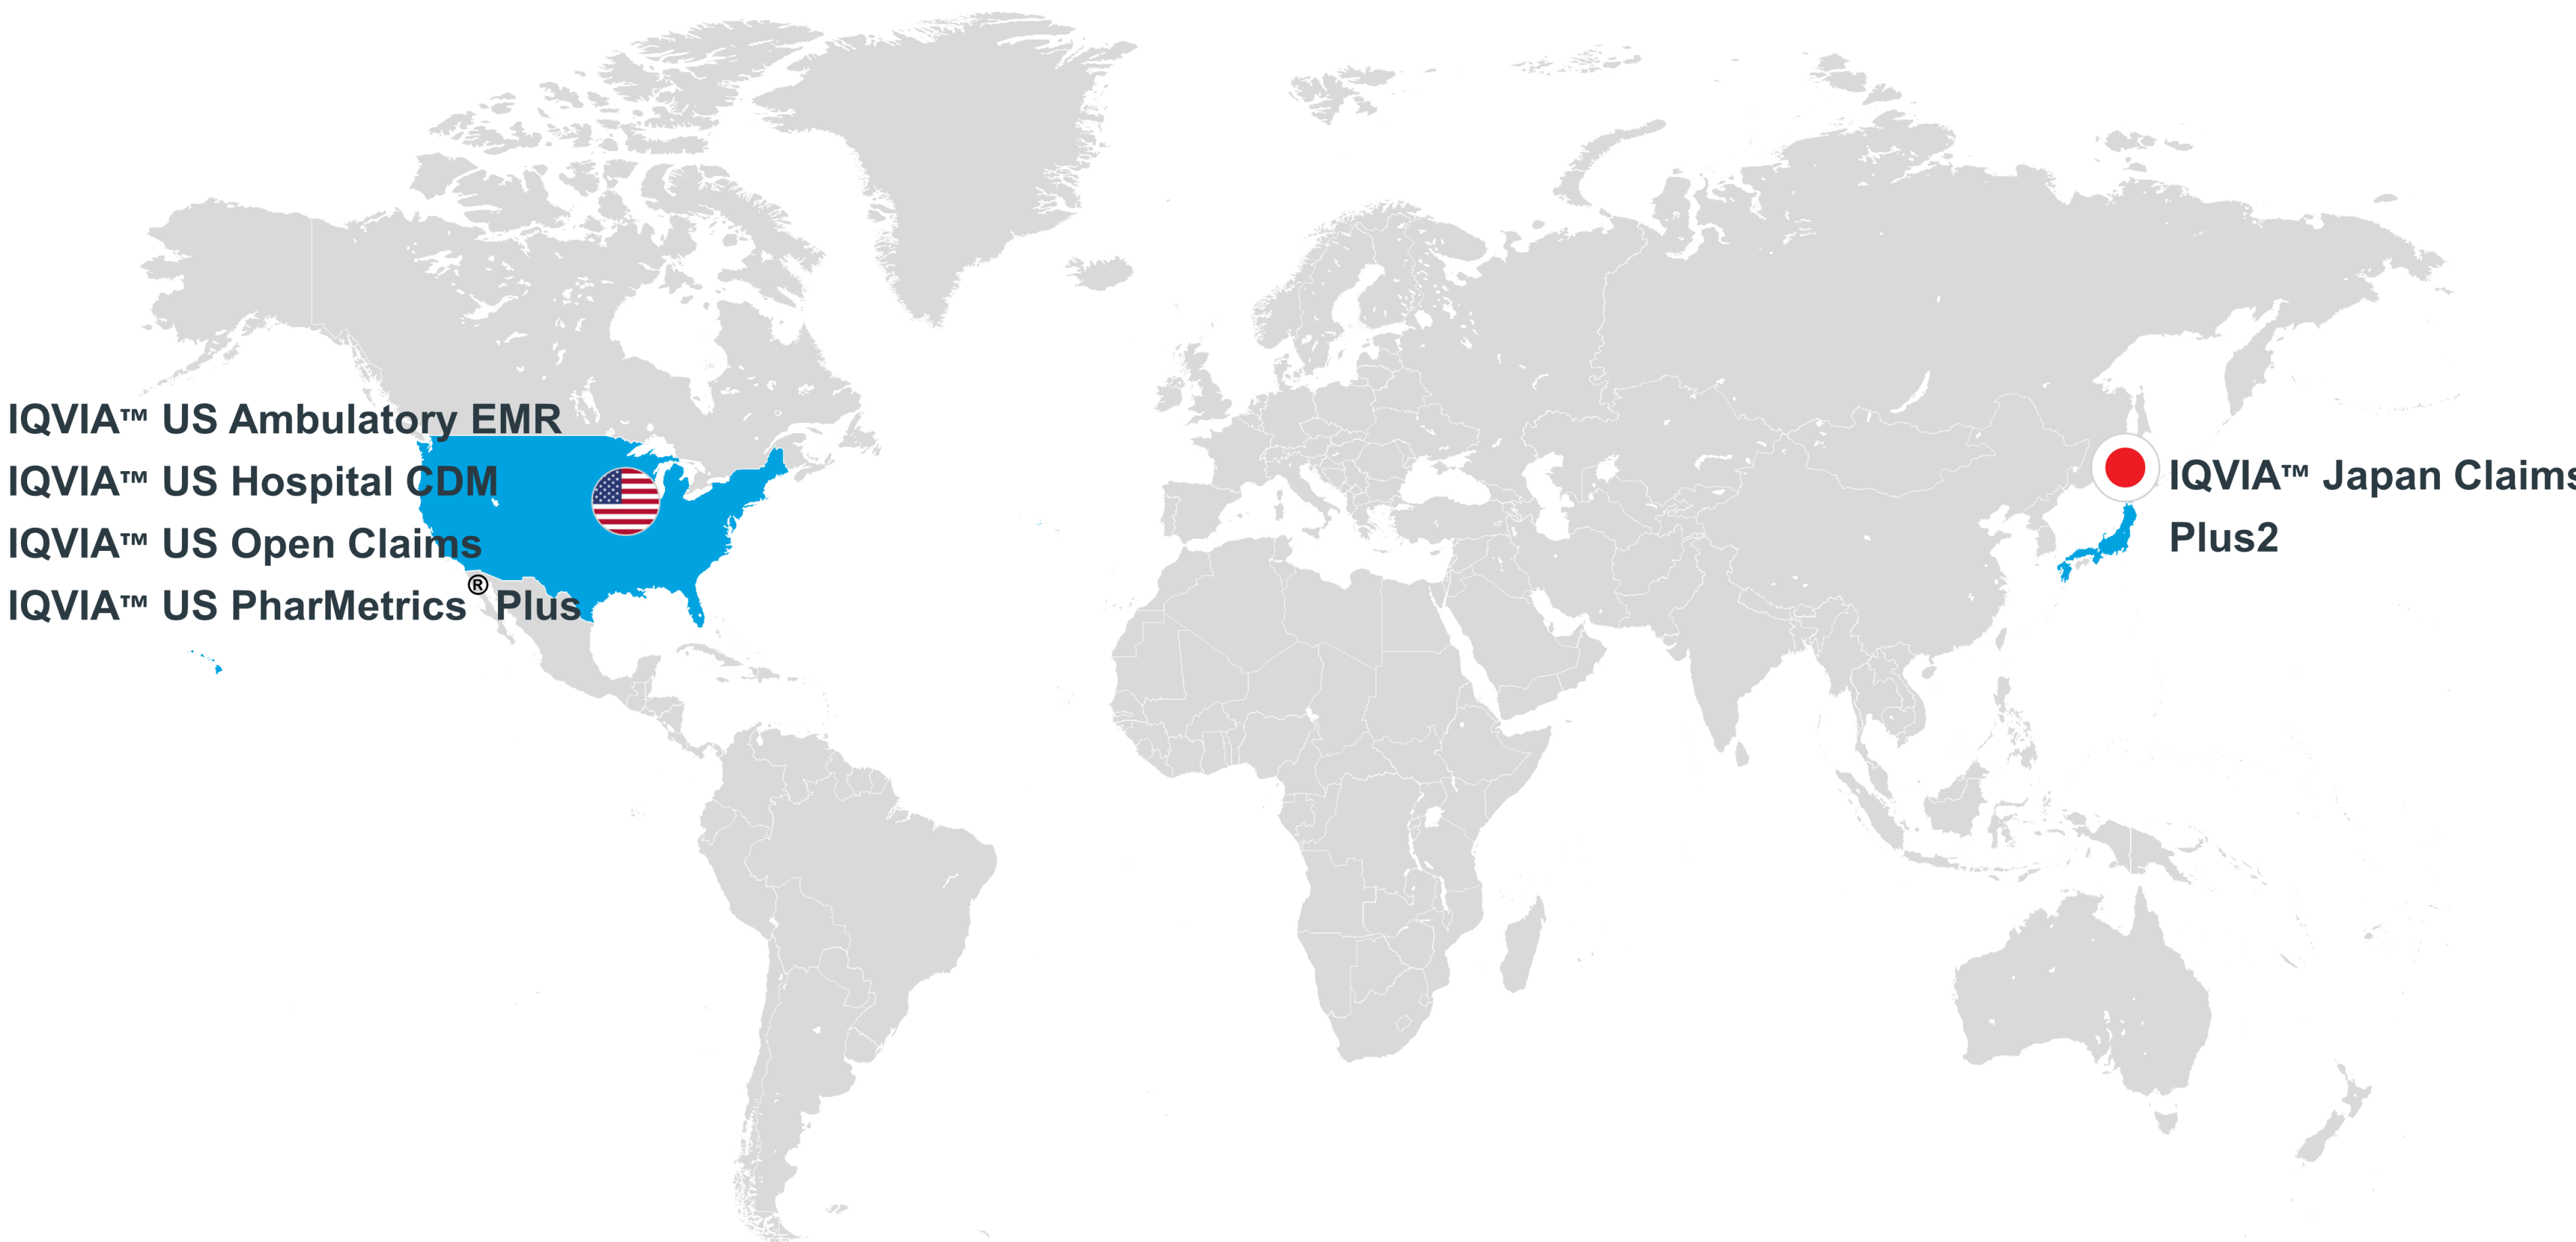 IQVIA™ US Ambulatory EMR
IQVIA™ US Hospital CDM
IQVIA™ US Open Claims
IQVIA™ US PharMetrics® Plus
IQVIA™ Japan Claims
Plus2